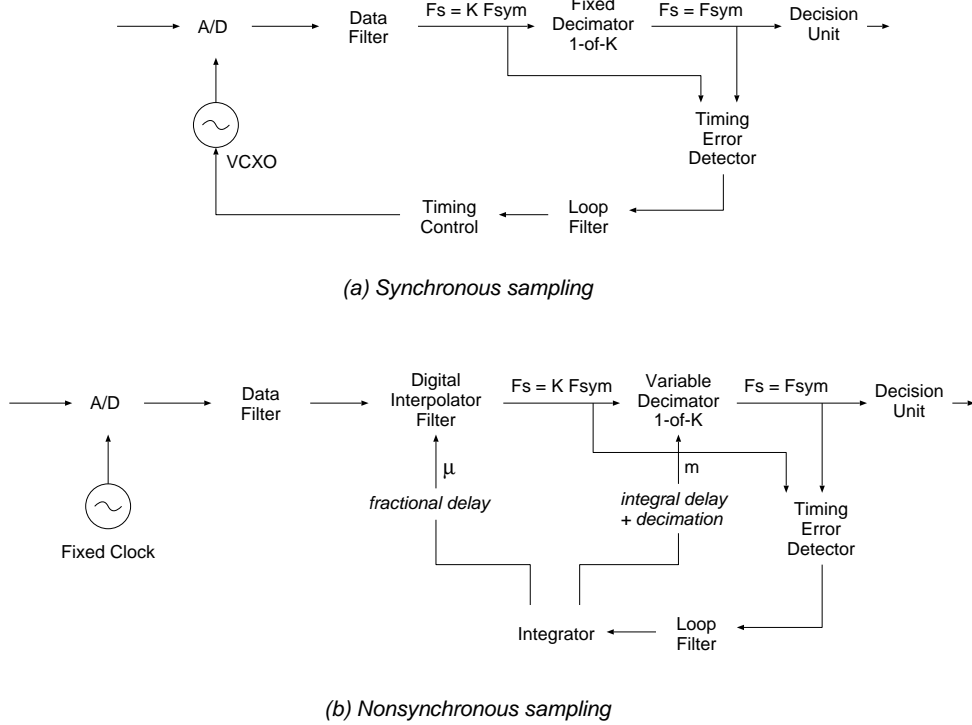 A/D
Data
Filter
Fs = K Fsym
Fixed
Decimator
1-of-K
Fs = Fsym
Decision
Unit
VCXO
Timing
Error
Detector
Timing
Control
Loop
Filter
(a) Synchronous sampling
A/D
Data
Filter
Digital
Interpolator
Filter
Fs = K Fsym
Variable
Decimator
1-of-K
Fs = Fsym
Decision
Unit
μ
fractional delay
m
integral delay
+ decimation
Fixed Clock
Timing
Error
Detector
Integrator
Loop
Filter
(b) Nonsynchronous sampling